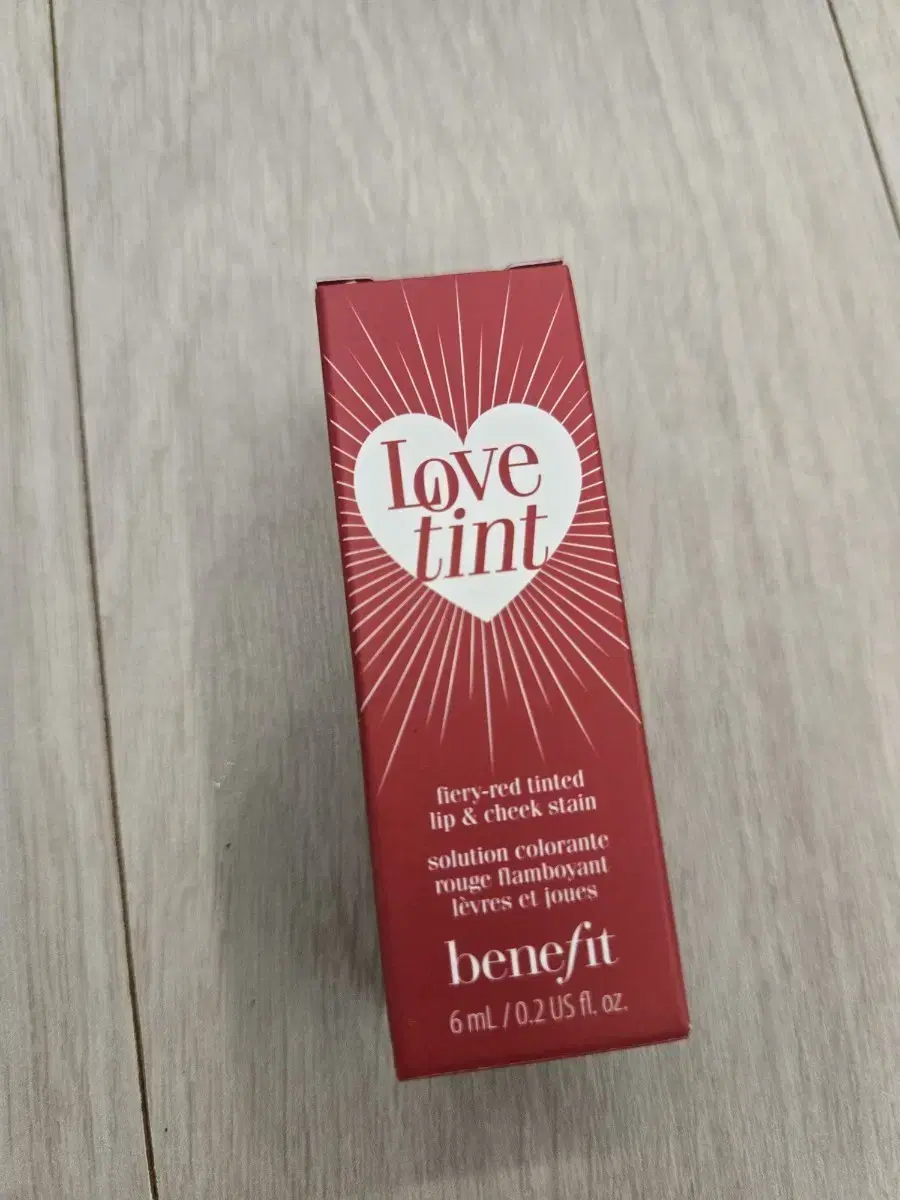 Love
tint
fiery-red tinted
lip & cheek stain
solution colorante
rouge flamboyant
lèvres et joues
benefit
6 mL / 0.2 US fl. oz.